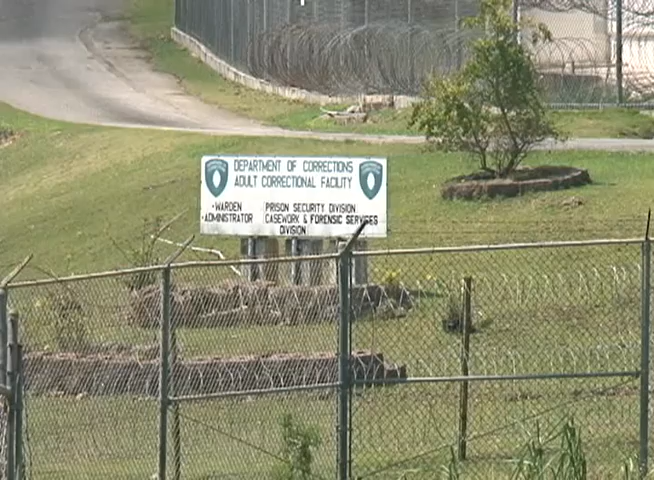 DEPARTMENT OF CORRECTIONS
ADULT CORRECTIONAL FACILITY
·WARDEN
·ADMINISTRATOR
PRISON SECURITY DIVISION
CASEWORK & FORENSIC SERVICES
DIVISION